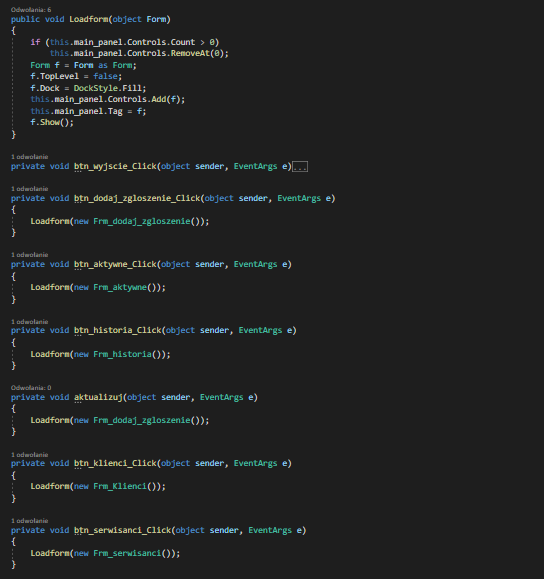 Odwołania: 6
public void Loadform(object Form)
{
if (this.main_panel.Controls.Count > 0)
this.main_panel.Controls.RemoveAt(0);
Form f = Form as Form;
f.TopLevel = false;
f.Dock = DockStyle.Fill;
this.main_panel.Controls.Add(f);
this.main_panel.Tag = f;
f.Show();
}
1 odwołanie
private void btn_wyjscie_Click(object sender, EventArgs e)...
1 odwołanie
private void btn_dodaj_zgloszenie_Click(object sender, EventArgs e)
{
Loadform(new Frm_dodaj_zgloszenie());
}
1 odwołanie
private void btn_aktywne_Click(object sender, EventArgs e)
{
Loadform(new Frm_aktywne());
}
1 odwołanie
private void btn_historia_Click(object sender, EventArgs e)
{
Loadform(new Frm_historia());
}
Odwołania: 0
private void aktualizuj(object sender, EventArgs e)
{
Loadform(new Frm_dodaj_zgloszenie());
}
1 odwołanie
private void btn_klienci_Click(object sender, EventArgs e)
{
Loadform(new Frm_Klienci());
}
1 odwołanie
private void btn_serwisanci_Click(object sender, EventArgs e)
{
Loadform(new Frm_serwisanci());
}